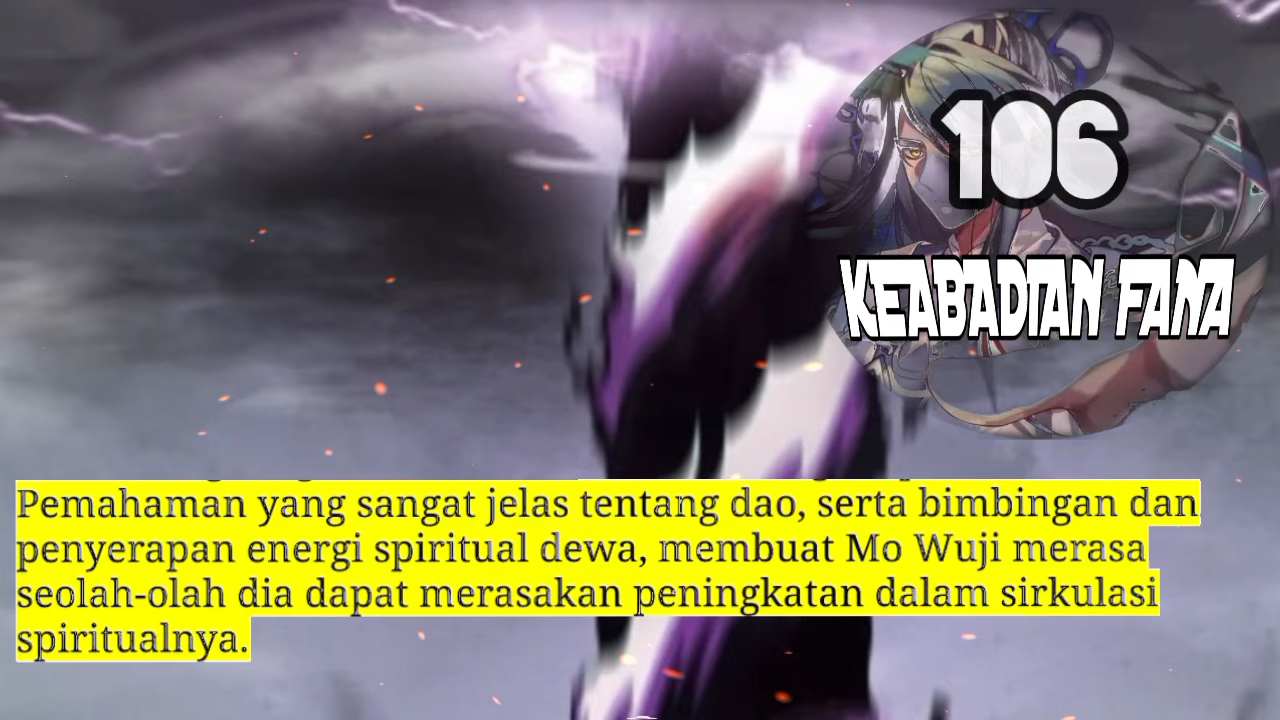 106
KEABADIAN FANA
Pemahaman yang sangat jelas tentang dao, serta bimbingan dan
penyerapan energi spiritual dewa, membuat Mo Wuji merasa
seolah-olah dia dapat merasakan peningkatan dalam sirkulasi
spiritualnya.